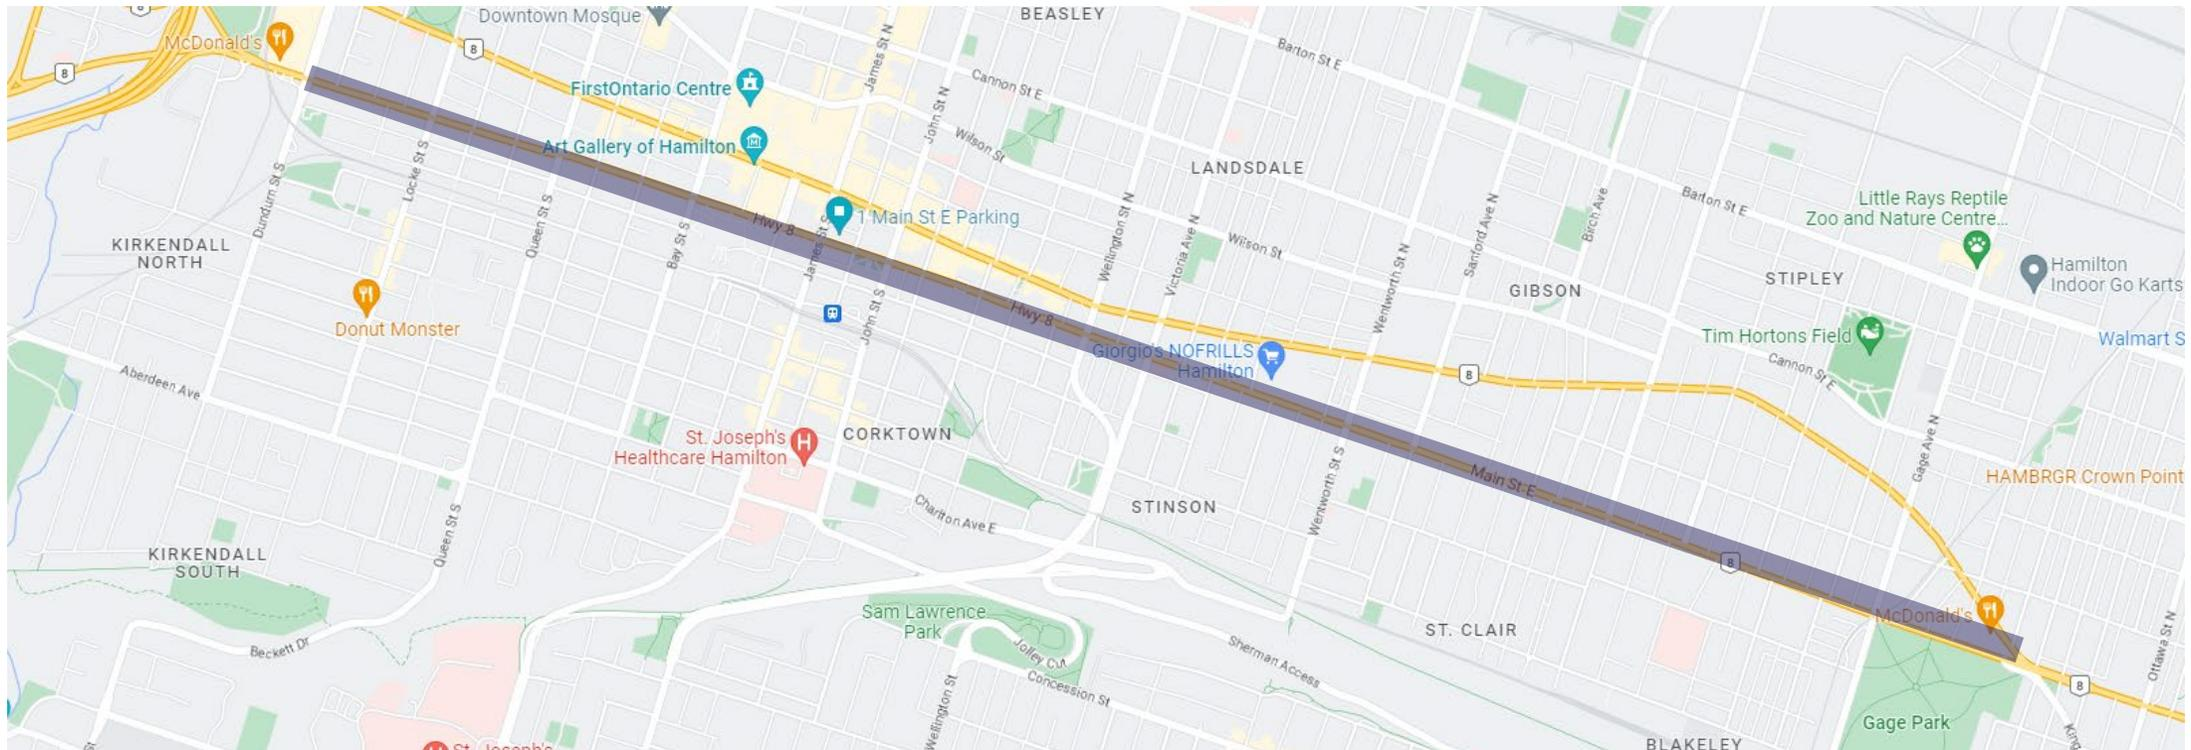 BEASLEY
Downtown Mosque
McDonald's
8
8
Barton St E
James St N
FirstOntario Centre
Cannon St E
John St N
Art Gallery of Hamilton
Wilson St
LANDSDALE
Locke St S
Dundurn St S
Queen St S
Bay St S
Hwy 8
James St S
1 Main St E Parking
Wellington St N
Victoria Ave N
Wilson St
Wentworth St N
Sanford Ave N
Birch Ave
Barton St E
Little Rays Reptile
Zoo and Nature Centre...
KIRKENDALL
NORTH
Hamilton
Indoor Go Karts
STIPLEY
GIBSON
Donut Monster
John St S
Hwy 8
Giorgio's NOFRILLS
Hamilton
8
Tim Hortons Field
Walmart S
Cannon St E
Aberdeen Ave
St. Joseph's
Healthcare Hamilton
H
CORKTOWN
Gage Ave N
HAMBRGR Crown Point
Main St E
Wentworth St S
STINSON
Charlton Ave E
Queen St S
KIRKENDALL
SOUTH
8
McDonald's
Sam Lawrence
Park
ST. CLAIR
Ottawa St N
Beckett Dr
Jolley Cut
Sherman Access
Concession St
Wellington St
8
Gage Park
King
BLAKELEY
St
St. Joseph's